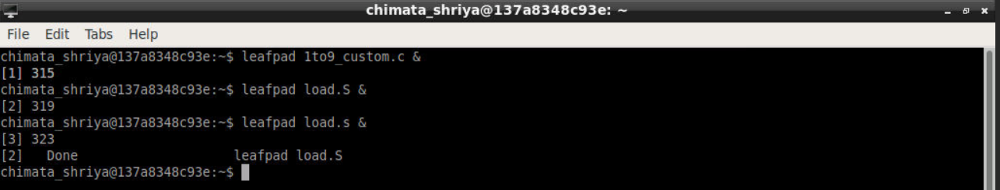 chimata_shriya@137a8348c93e: ~
File Edit Tabs Help
chimata_shriya@137a8348c93e:~$ leafpad 1to9_custom.c &
[1] 315
chimata_shriya@137a8348c93e:~$ leafpad load.S &
[2] 319
chimata_shriya@137a8348c93e:~$ leafpad load.s &
[3] 323
[2]   Done                    leafpad load.S
chimata_shriya@137a8348c93e:~$